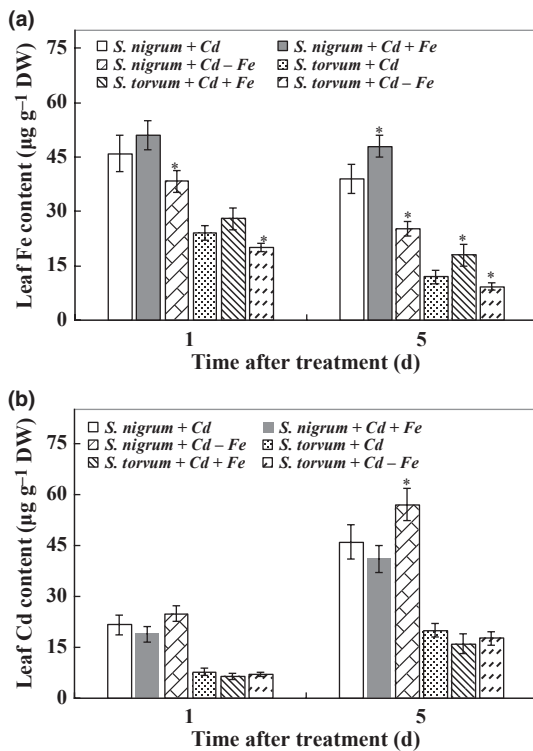 (a)
Leaf Fe content (µg g⁻¹ DW)
75
60
45
30
15
0
S. nigrum + Cd
S. nigrum + Cd + Fe
S. nigrum + Cd – Fe
S. torvum + Cd
S. torvum + Cd + Fe
S. torvum + Cd – Fe
*
*
*
*
*
*
1
5
Time after treatment (d)
(b)
Leaf Cd content (µg g⁻¹ DW)
75
60
45
30
15
0
S. nigrum + Cd
S. nigrum + Cd + Fe
S. nigrum + Cd – Fe
S. torvum + Cd
S. torvum + Cd + Fe
S. torvum + Cd – Fe
*
1
5
Time after treatment (d)